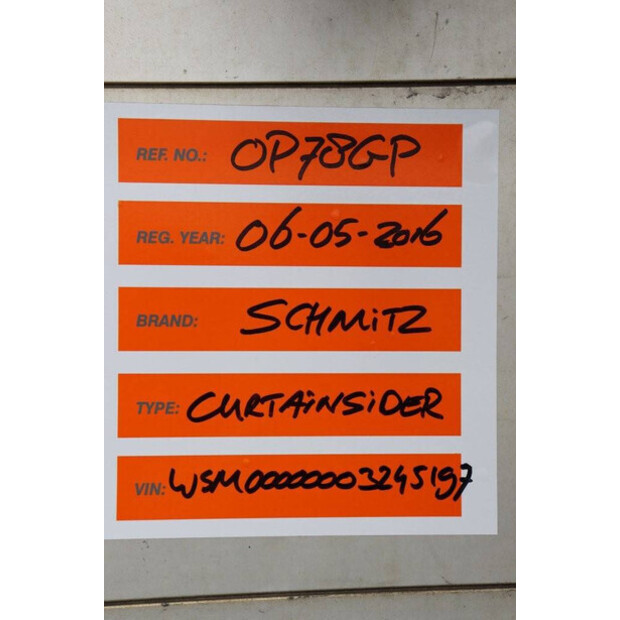 REF. NO.: OP78GP
REG. YEAR: 06-05-2016
BRAND: SCHMiTZ
TYPE: CURTAiNSiDER
VIN: WSM00000003245197